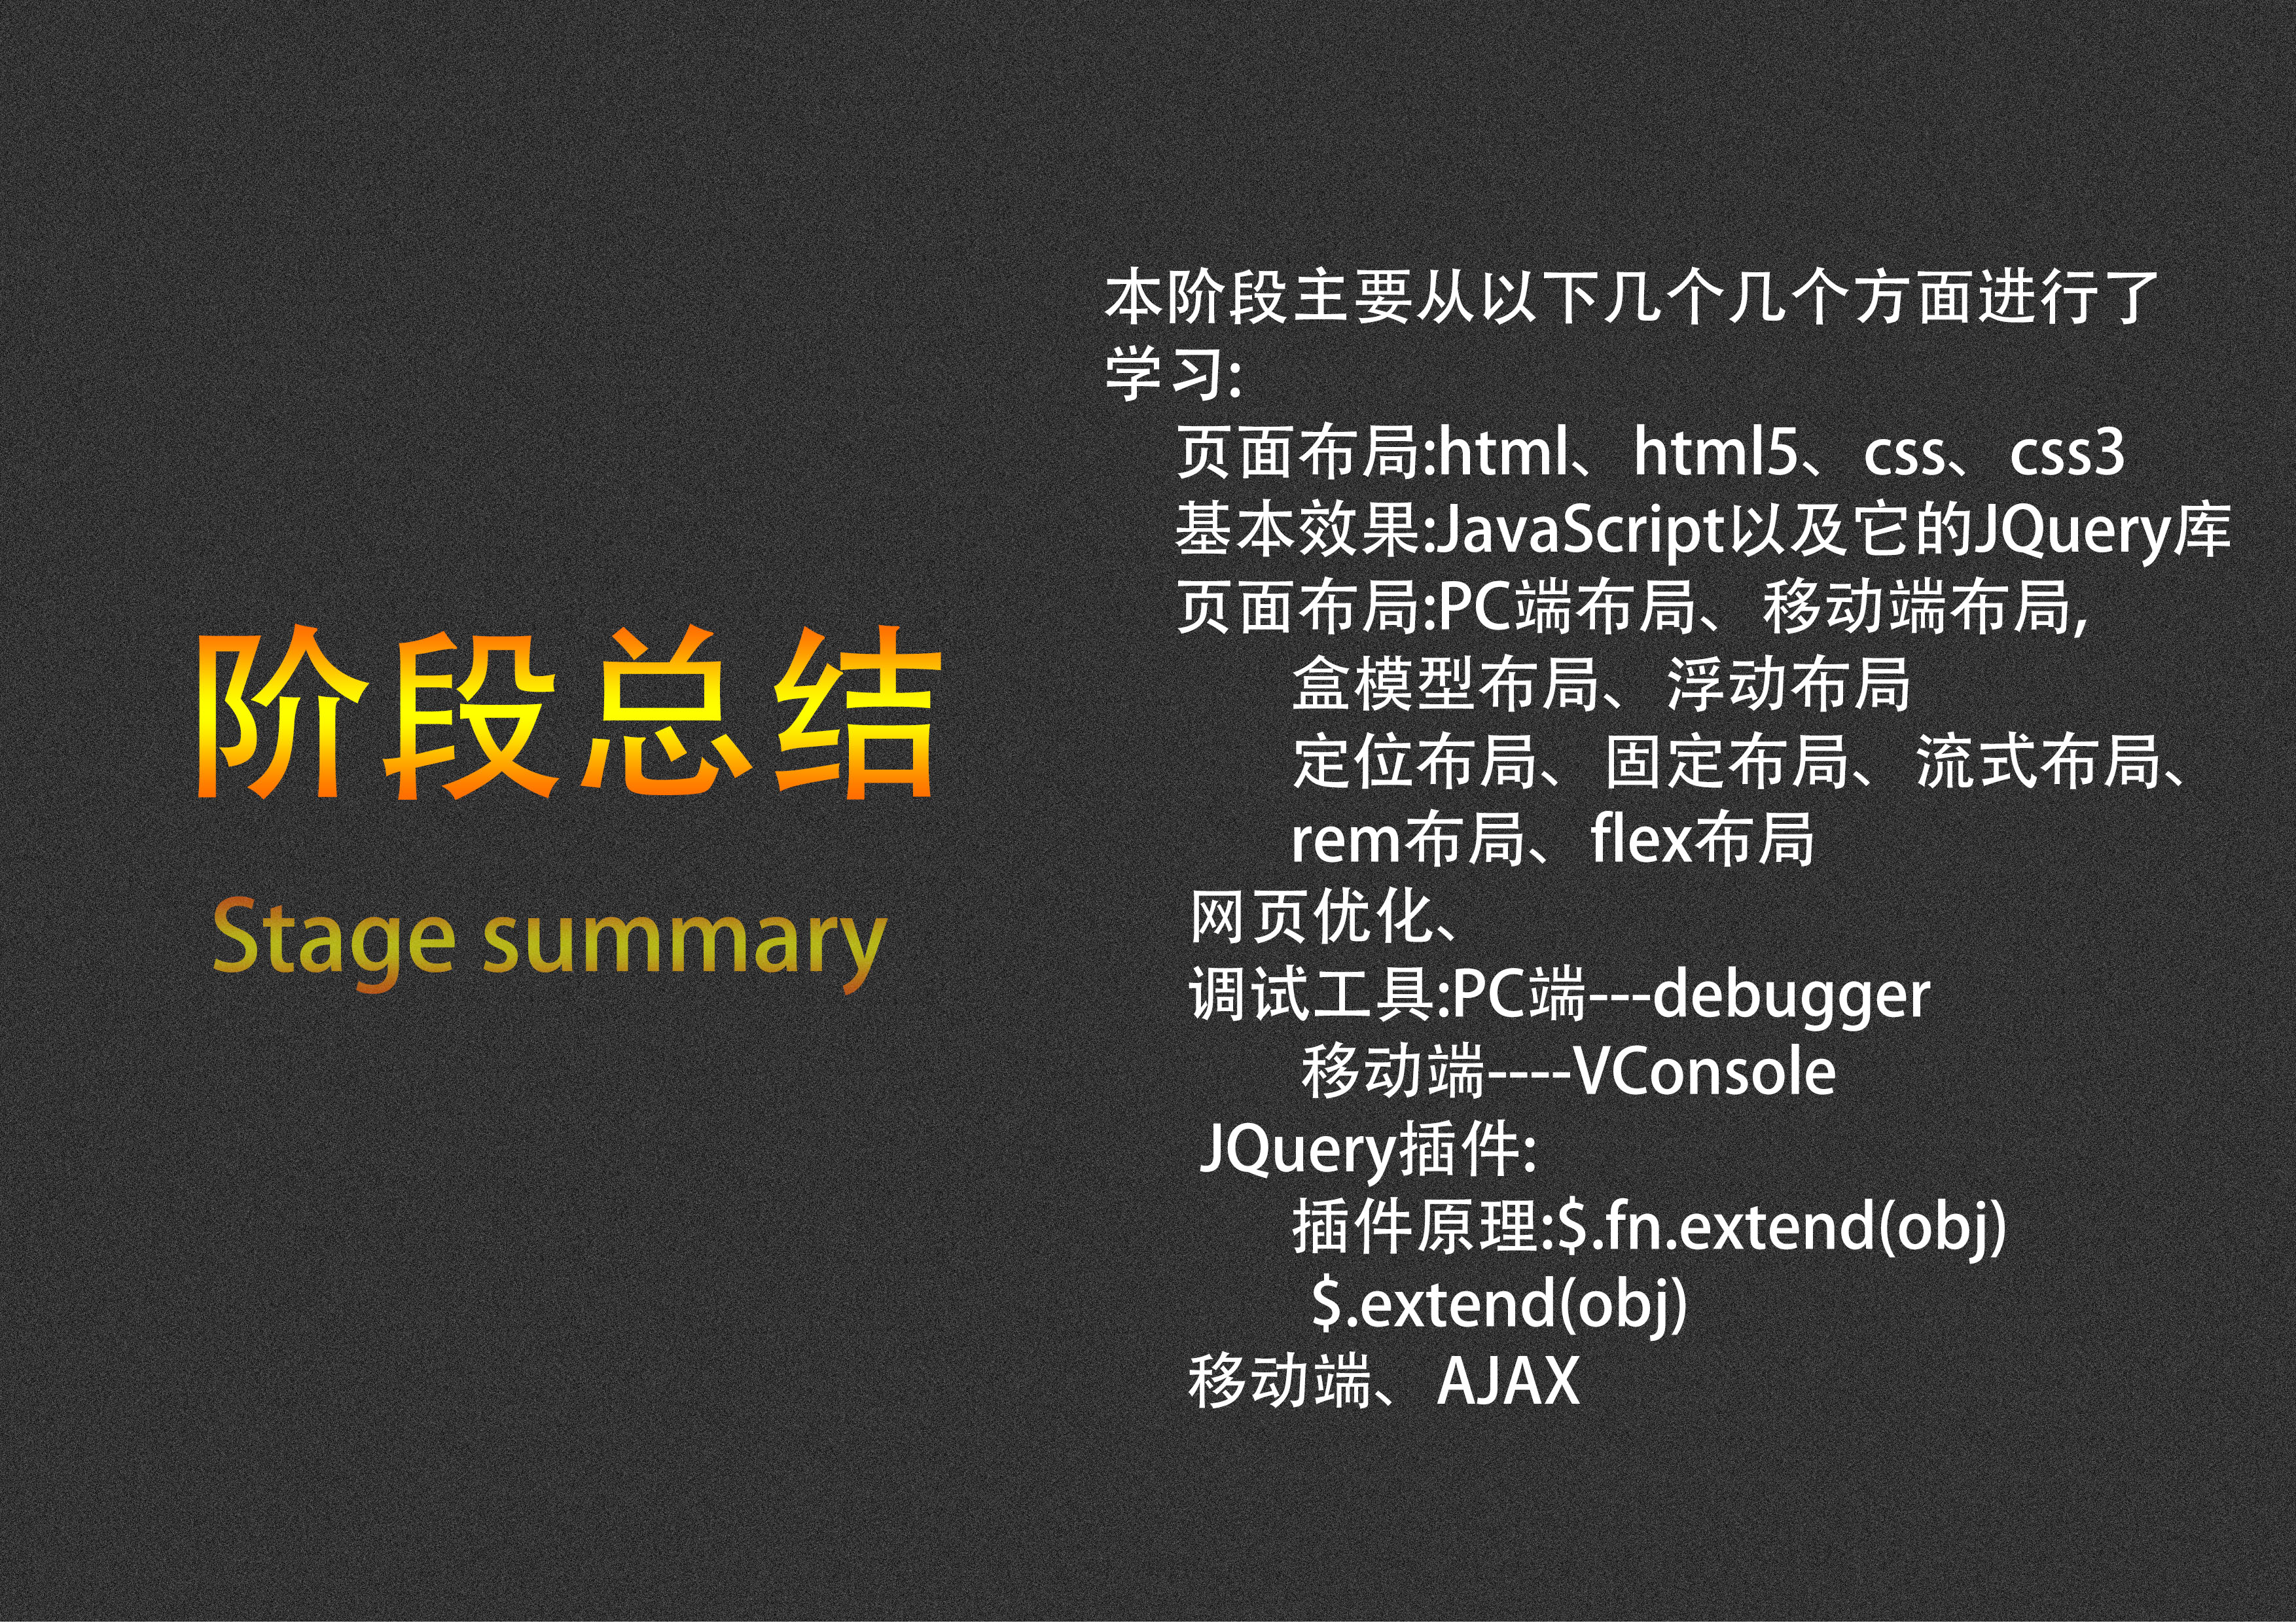 阶段总结
Stage summary
本阶段主要从以下几个几个方面进行了
学习:
页面布局:html、html5、css、css3
基本效果:JavaScript以及它的JQuery库
页面布局:PC端布局、移动端布局,
盒模型布局、浮动布局
定位布局、固定布局、流式布局、
rem布局、flex布局
网页优化、
调试工具:PC端---debugger
移动端----VConsole
JQuery插件:
插件原理:$.fn.extend(obj)
$.extend(obj)
移动端、AJAX